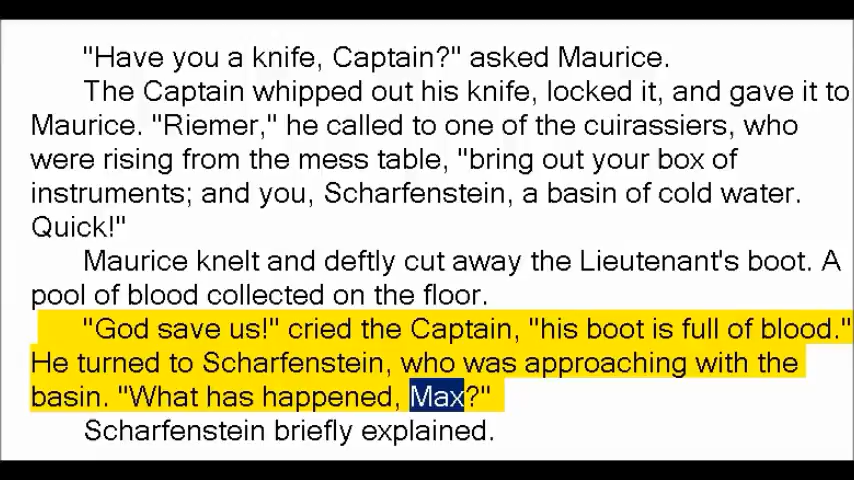 "Have you a knife, Captain?" asked Maurice.
The Captain whipped out his knife, locked it, and gave it to
Maurice. "Riemer," he called to one of the cuirassiers, who
were rising from the mess table, "bring out your box of
instruments; and you, Scharfenstein, a basin of cold water.
Quick!"
Maurice knelt and deftly cut away the Lieutenant's boot. A
pool of blood collected on the floor.
"God save us!" cried the Captain, "his boot is full of blood."
He turned to Scharfenstein, who was approaching with the
basin. "What has happened, Max?"
Scharfenstein briefly explained.